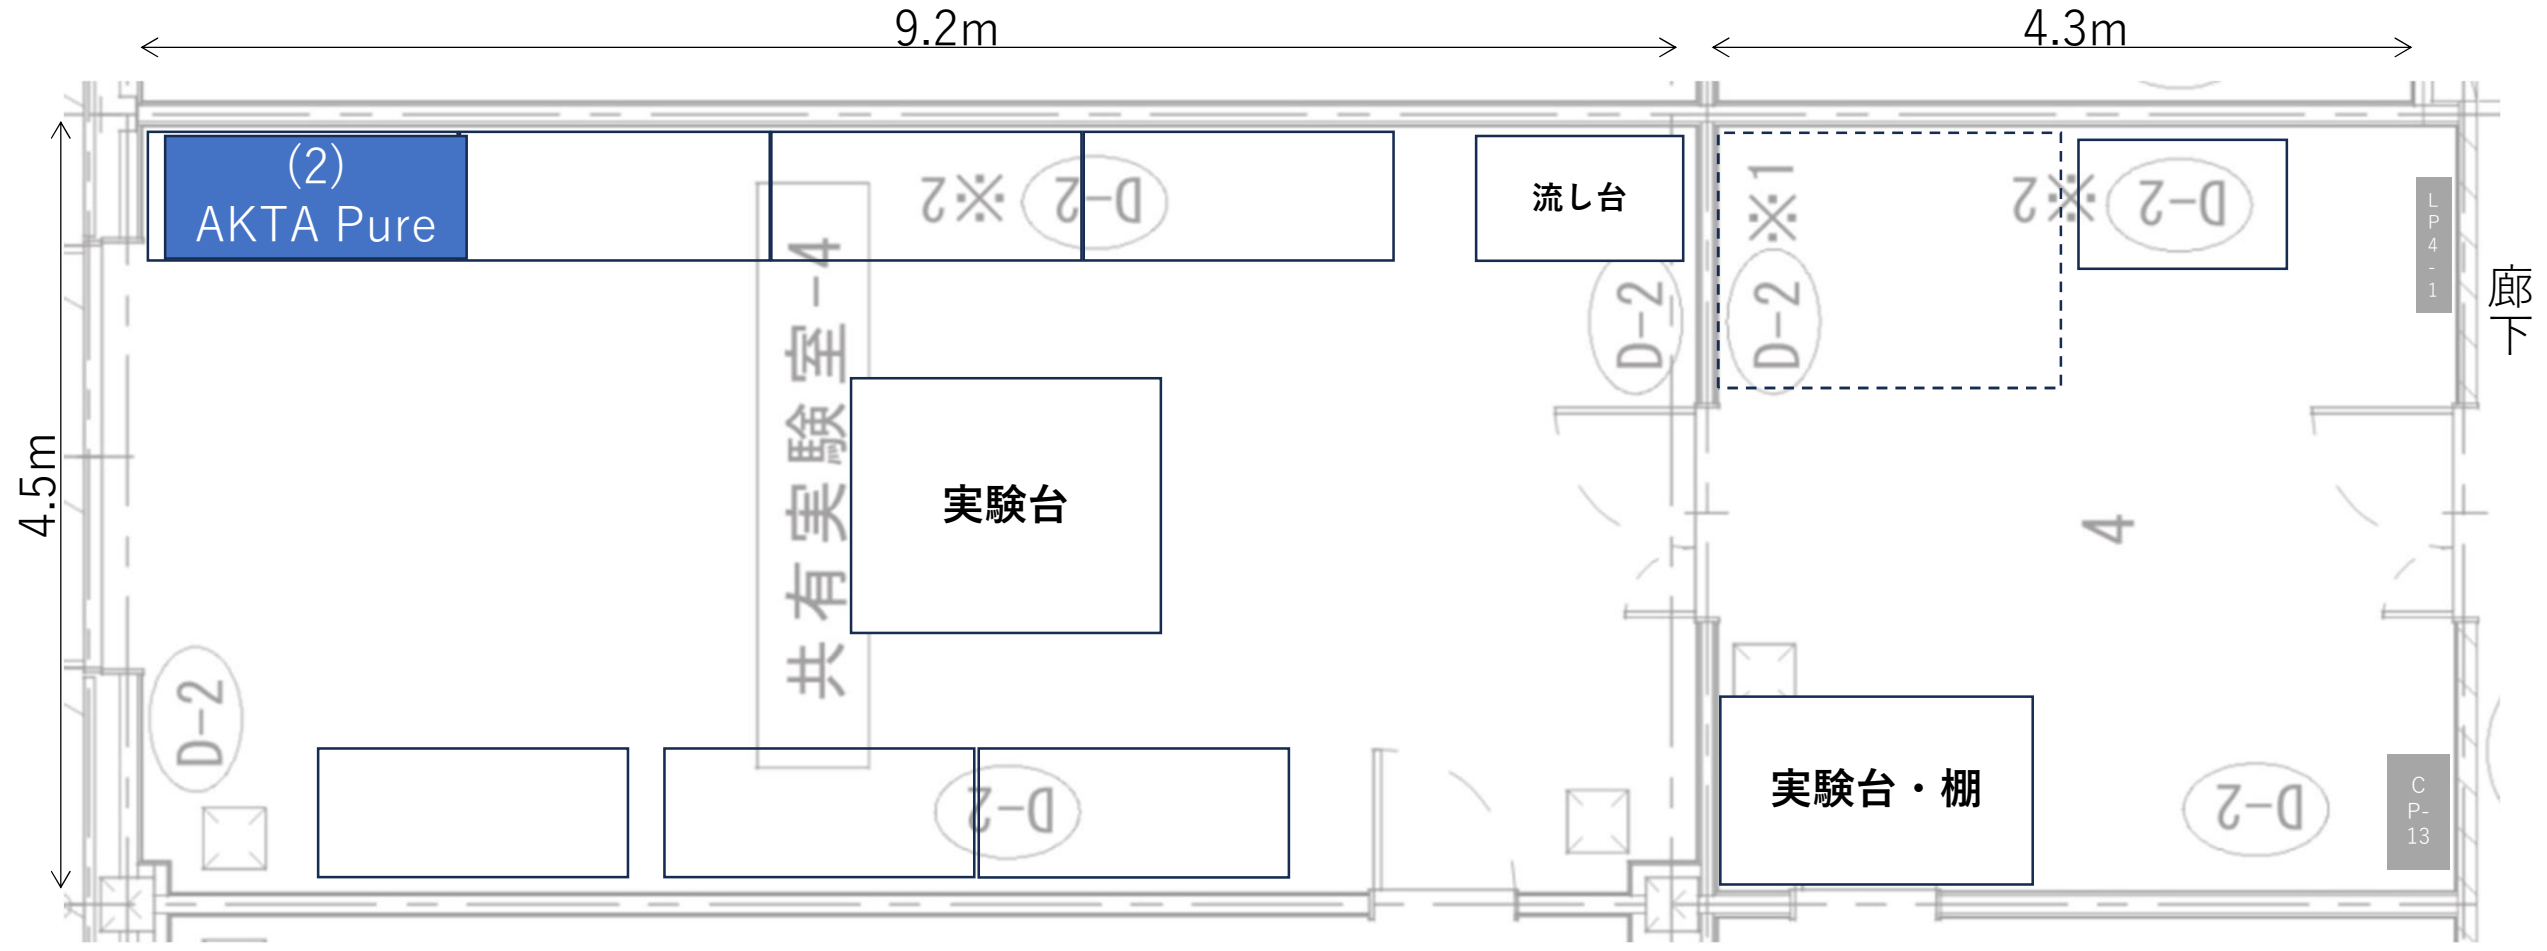 9.2m
4.3m
4.5m
(2)
AKTA Pure
※2
D-2
流し台
※1
D-2
D-2
※2
D-2
LP4-1
廊下
共有実験室-4
実験台
4
D-2
D-2
実験台・棚
D-2
CP-13